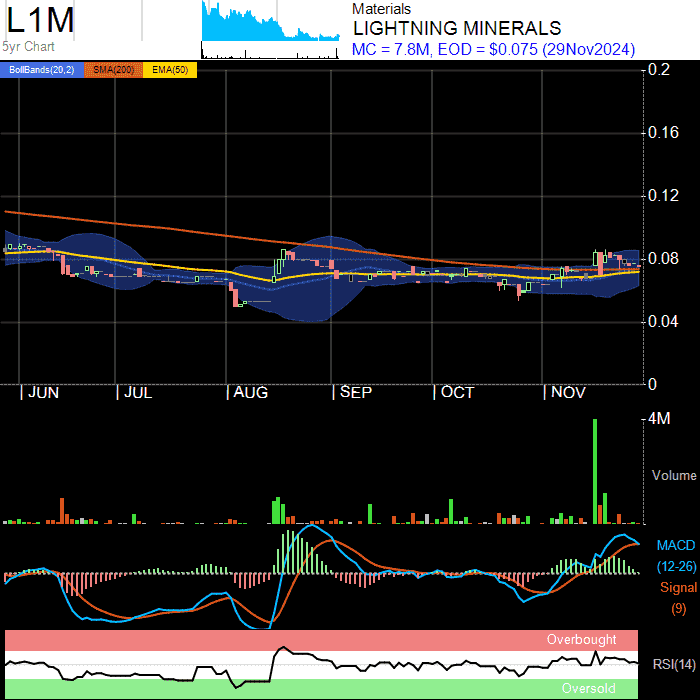 L1M
5yr Chart
Materials
LIGHTNING MINERALS
MC = 7.8M, EOD = $0.075 (29Nov2024)
BollBands(20,2) SMA(200) EMA(50)
0.2
0.16
0.12
0.08
0.04
0
JUN JUL AUG SEP OCT NOV
4M
Volume
MACD
(12-26)
Signal
(9)
Overbought
RSI(14)
Oversold